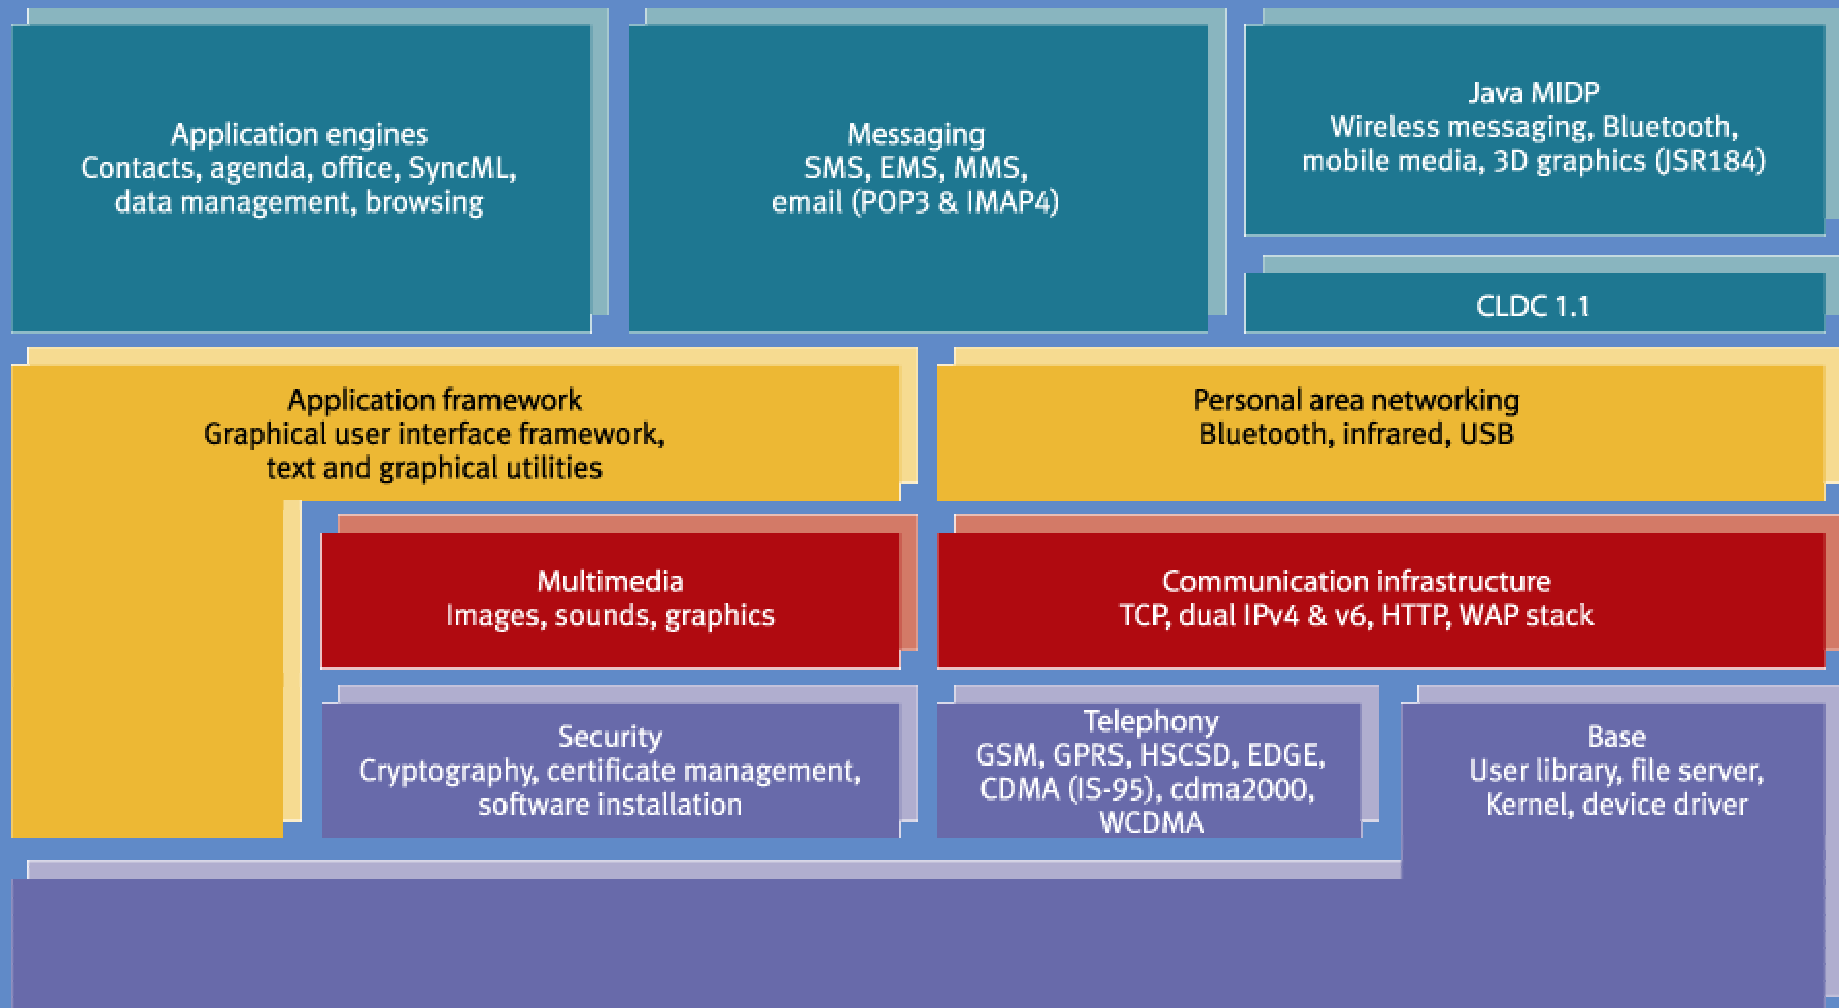 Application engines
Contacts, agenda, office, SyncML,
data management, browsing
Messaging
SMS, EMS, MMS,
email (POP3 & IMAP4)
Java MIDP
Wireless messaging, Bluetooth,
mobile media, 3D graphics (JSR184)
CLDC 1.1
Application framework
Graphical user interface framework,
text and graphical utilities
Personal area networking
Bluetooth, infrared, USB
Multimedia
Images, sounds, graphics
Communication infrastructure
TCP, dual IPv4 & v6, HTTP, WAP stack
Security
Cryptography, certificate management,
software installation
Telephony
GSM, GPRS, HSCSD, EDGE,
CDMA (IS-95), cdma2000,
WCDMA
Base
User library, file server,
Kernel, device driver